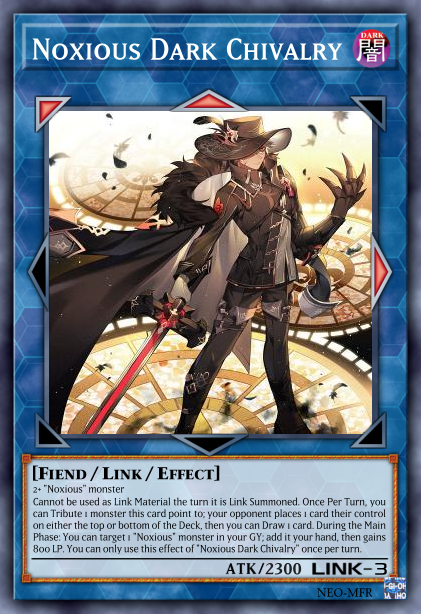 NOXIOUS DARK CHIVALRY
DARK
闇
[FIEND / LINK / EFFECT]
2+ "Noxious" monster
Cannot be used as Link Material the turn it is Link Summoned. Once Per Turn, you
can Tribute 1 monster this card point to; your opponent places 1 card their control
on either the top or bottom of the Deck, then you can Draw 1 card. During the Main
Phase: You can target 1 "Noxious" monster in your GY; add it your hand, then gains
800 LP. You can only use this effect of "Noxious Dark Chivalry" once per turn.
ATK/2300 LINK-3
NEO-MFR